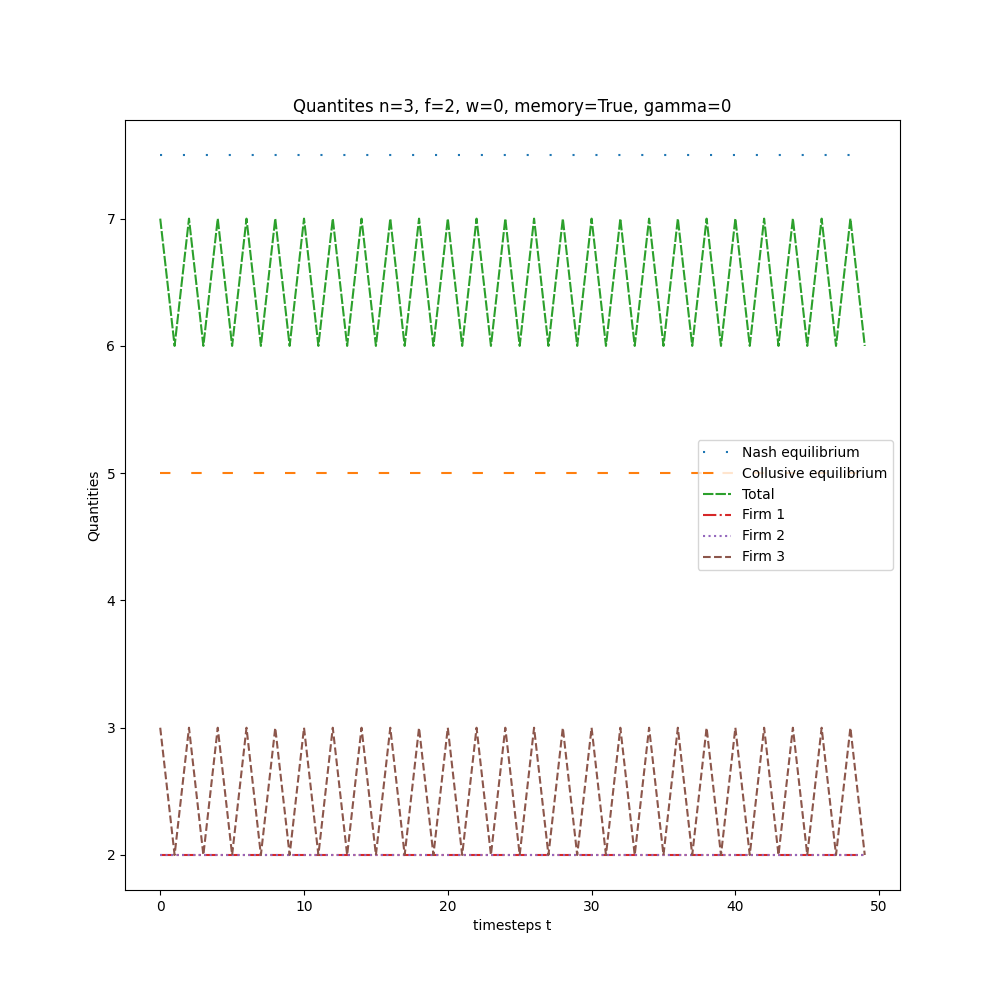 Quantites n=3, f=2, w=0, memory=True, gamma=0
7
6
5
4
3
2
Quantities
Nash equilibrium
Collusive equilibrium
Total
Firm 1
Firm 2
Firm 3
0
10
20
30
40
50
timesteps t